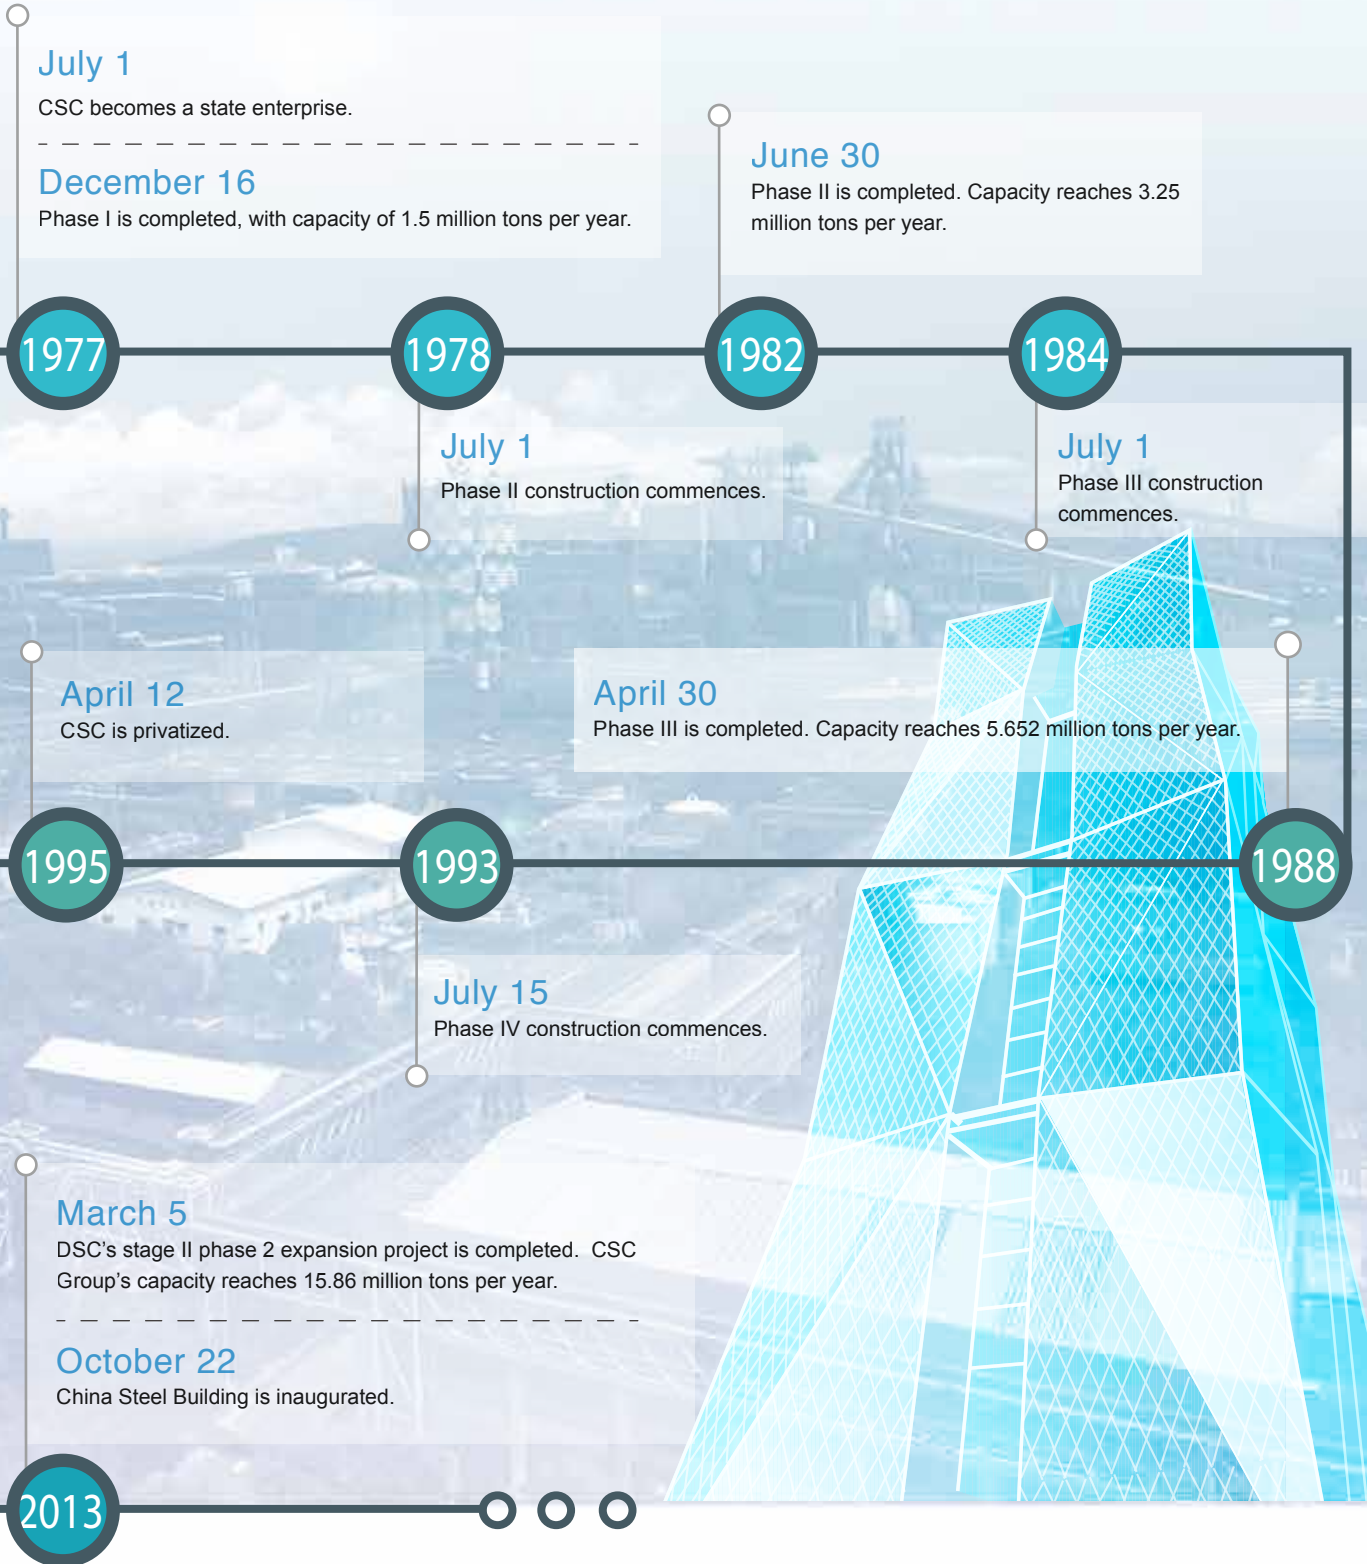 July 1
CSC becomes a state enterprise.
December 16
Phase I is completed, with capacity of 1.5 million tons per year.
June 30
Phase II is completed. Capacity reaches 3.25
million tons per year.
1977
1978
1982
1984
July 1
Phase II construction commences.
July 1
Phase III construction
commences.
April 12
CSC is privatized.
April 30
Phase III is completed. Capacity reaches 5.652 million tons per year.
1995
1993
1988
July 15
Phase IV construction commences.
March 5
DSC's stage II phase 2 expansion project is completed.  CSC
Group's capacity reaches 15.86 million tons per year.
October 22
China Steel Building is inaugurated.
2013